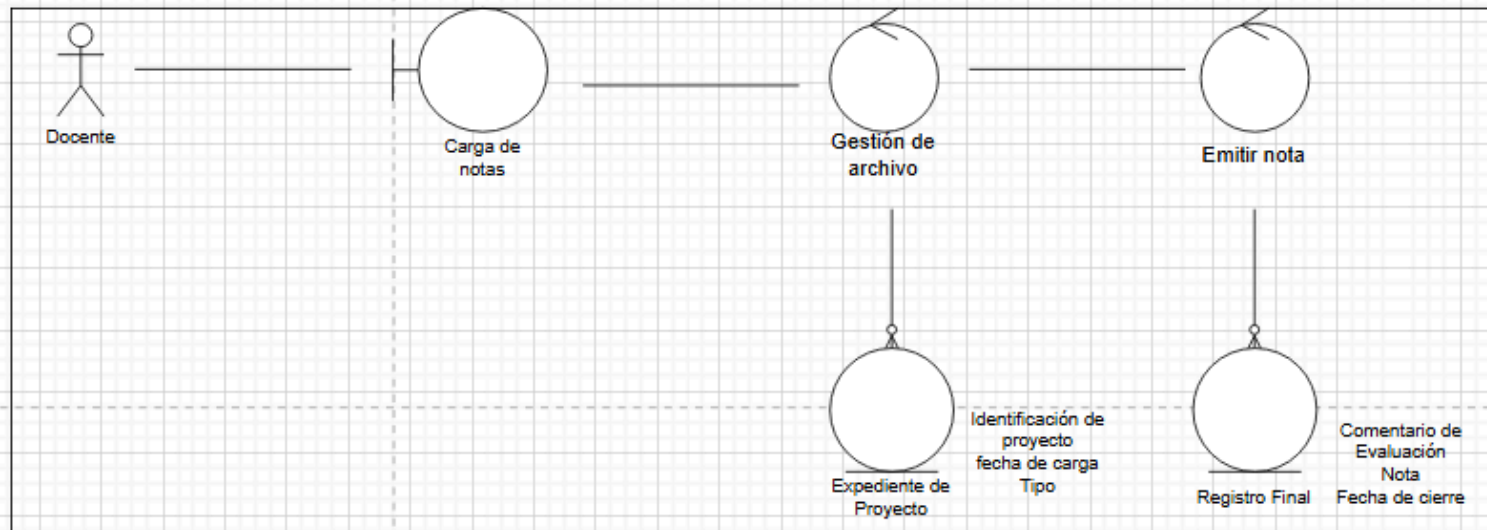 Docente
Carga de
notas
Gestión de
archivo
Emitir nota
Identificación de
proyecto
fecha de carga
Tipo
Expediente de
Proyecto
Comentario de
Evaluación
Nota
Fecha de cierre
Registro Final